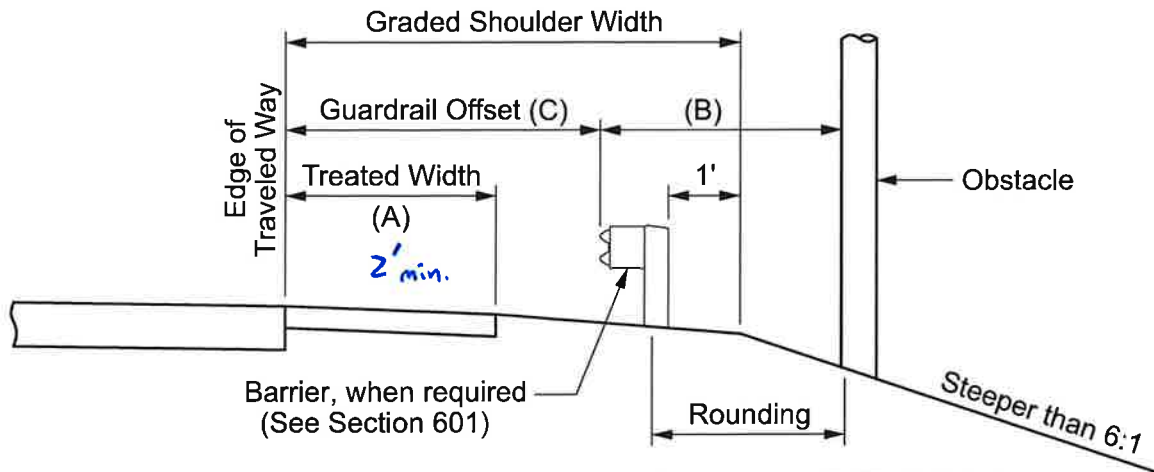 Graded Shoulder Width
Edge of
Traveled Way
Guardrail Offset (C)
(B)
Treated Width
(A)
2' min.
1'
Obstacle
Barrier, when required
(See Section 601)
Rounding
Steeper than 6:1